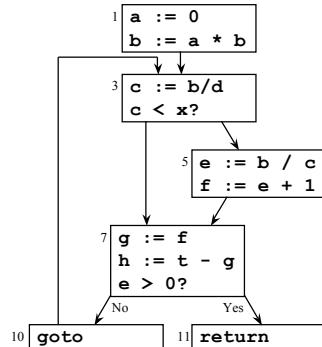 1 a := 0
b := a * b
3 c := b/d
c < x?
5 e := b / c
f := e + 1
7 g := f
h := t - g
e > 0?
No Yes
10 goto 11 return